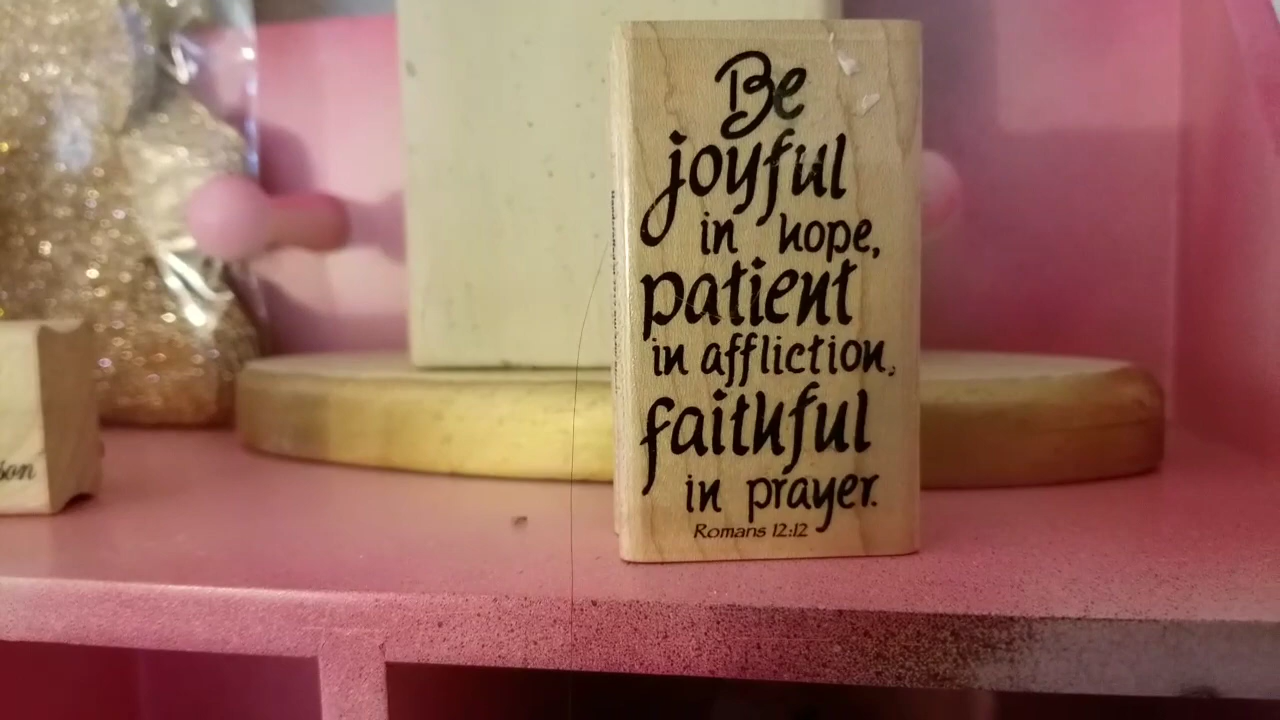 Be
joyful
in hope,
patient
in affliction,
faithful
in prayer.
Romans 12:12